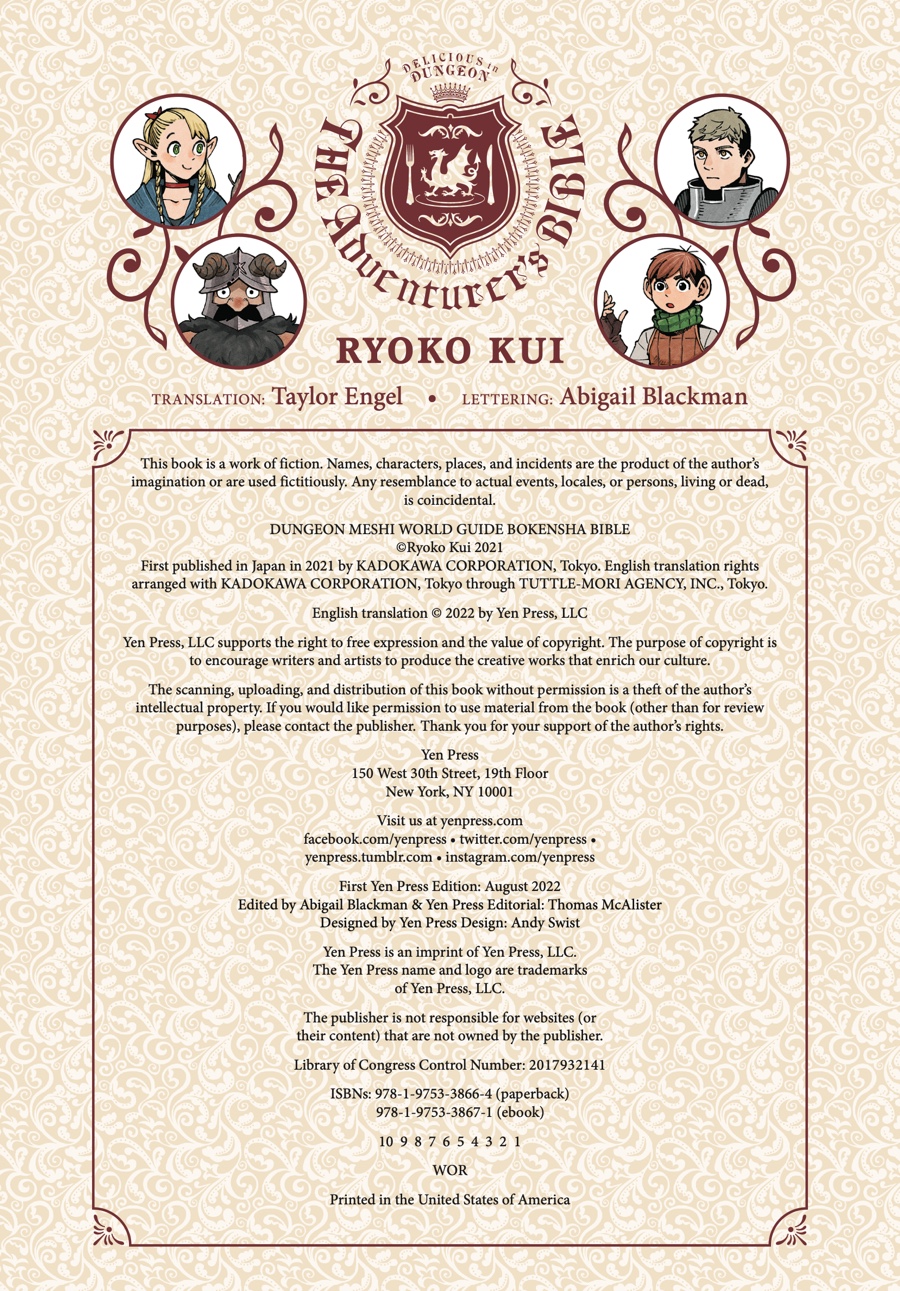 DELICIOUS in
DUNGEON
THE Adventurer's BIBLE
RYOKO KUI
TRANSLATION: Taylor Engel • LETTERING: Abigail Blackman
This book is a work of fiction. Names, characters, places, and incidents are the product of the author's
imagination or are used fictitiously. Any resemblance to actual events, locales, or persons, living or dead,
is coincidental.
DUNGEON MESHI WORLD GUIDE BOKENSHA BIBLE
©Ryoko Kui 2021
First published in Japan in 2021 by KADOKAWA CORPORATION, Tokyo. English translation rights
arranged with KADOKAWA CORPORATION, Tokyo through TUTTLE-MORI AGENCY, INC., Tokyo.
English translation © 2022 by Yen Press, LLC
Yen Press, LLC supports the right to free expression and the value of copyright. The purpose of copyright is
to encourage writers and artists to produce the creative works that enrich our culture.
The scanning, uploading, and distribution of this book without permission is a theft of the author's
intellectual property. If you would like permission to use material from the book (other than for review
purposes), please contact the publisher. Thank you for your support of the author's rights.
Yen Press
150 West 30th Street, 19th Floor
New York, NY 10001
Visit us at yenpress.com
facebook.com/yenpress • twitter.com/yenpress •
yenpress.tumblr.com • instagram.com/yenpress
First Yen Press Edition: August 2022
Edited by Abigail Blackman & Yen Press Editorial: Thomas McAlister
Designed by Yen Press Design: Andy Swist
Yen Press is an imprint of Yen Press, LLC.
The Yen Press name and logo are trademarks
of Yen Press, LLC.
The publisher is not responsible for websites (or
their content) that are not owned by the publisher.
Library of Congress Control Number: 2017932141
ISBNs: 978-1-9753-3866-4 (paperback)
978-1-9753-3867-1 (ebook)
10 9 8 7 6 5 4 3 2 1
WOR
Printed in the United States of America